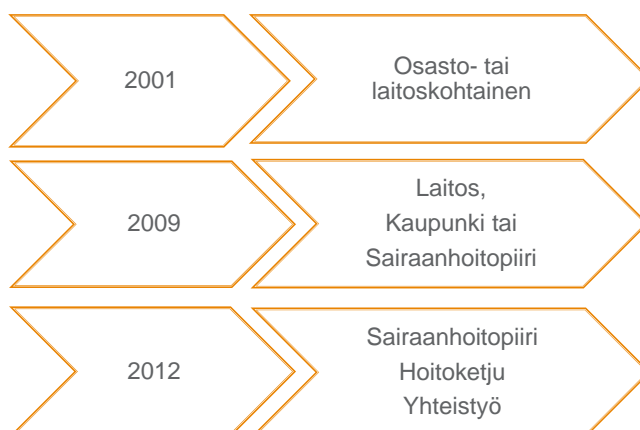 2001
Osasto- tai
laitoskohtainen
2009
Laitos,
Kaupunki tai
Sairaanhoitopiiri
2012
Sairaanhoitopiiri
Hoitoketju
Yhteistyö